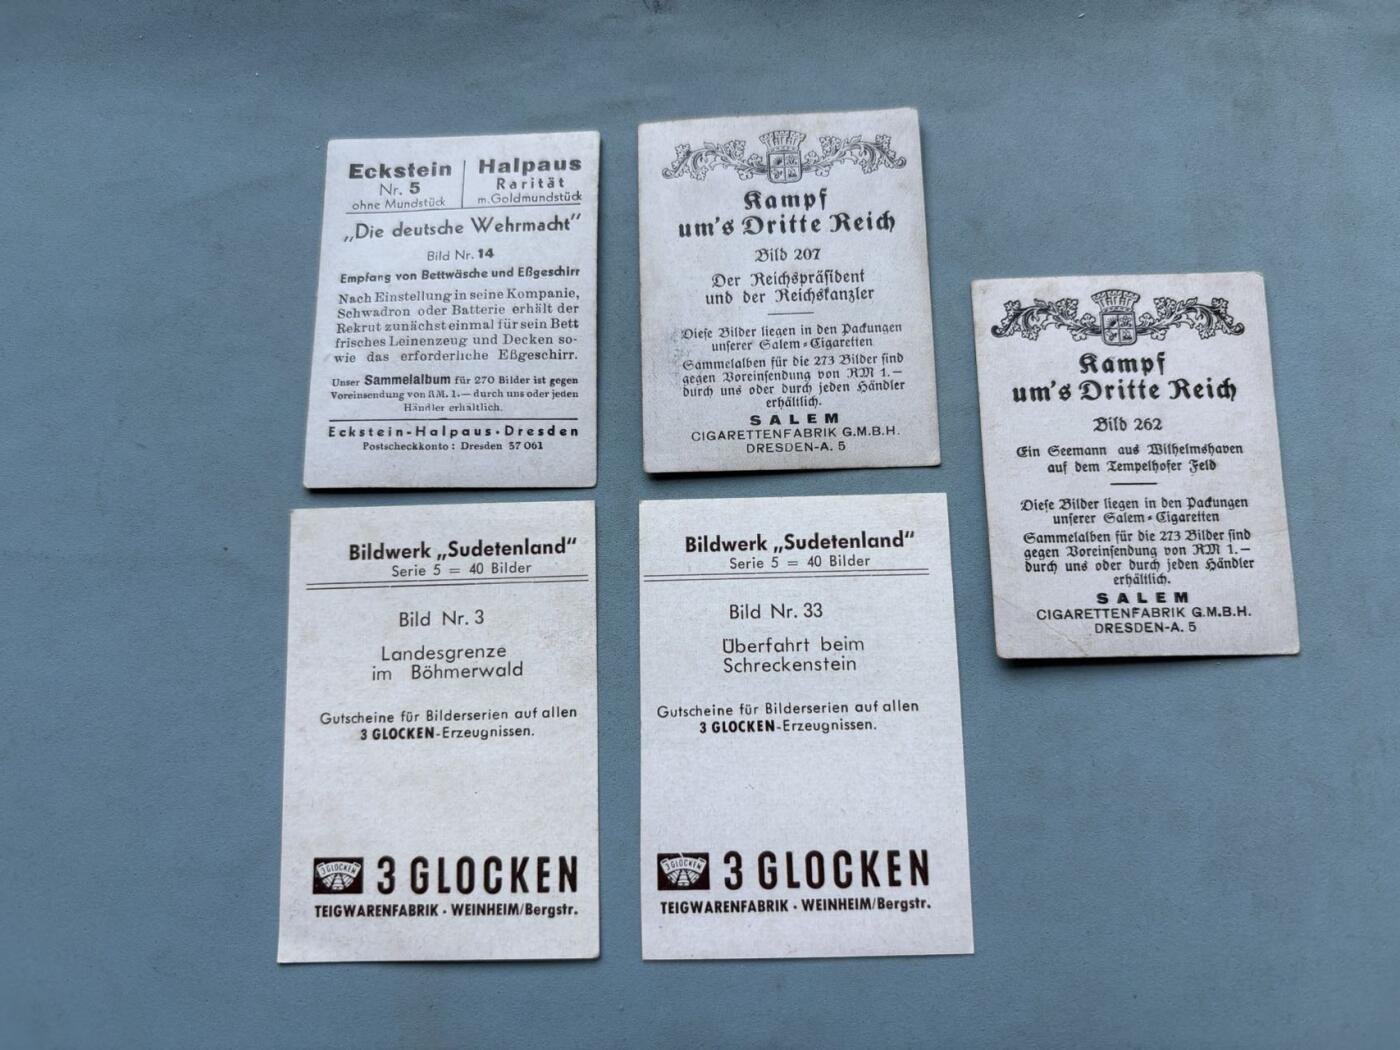 Eckstein
Nr. 5
ohne Mundstück
Halpaus
Rarität
m. Goldmundstück
„Die deutsche Wehrmacht"
Bild Nr. 14
Empfang von Bettwäsche und Eßgeschirr
Nach Einstellung in seine Kompanie,
Schwadron oder Batterie erhält der
Rekrut zunächst einmal für sein Bett
frisches Leinenzeug und Decken so-
wie das erforderliche Eßgeschirr.
Unser Sammelalbum für 270 Bilder ist gegen
Voreinsendung von RM. 1.— durch uns oder jeden
Händler erhältlich.
Eckstein-Halpaus · Dresden
Postscheckkonto: Dresden 37 061
Kampf
um's Dritte Reich
Bild 207
Der Reichspräsident
und der Reichskanzler
Diese Bilder liegen in den Packungen
unserer Salem-Cigaretten
Sammelalben für die 273 Bilder sind
gegen Voreinsendung von RM 1.—
durch uns oder durch jeden Händler
erhältlich.
SALEM
CIGARETTENFABRIK G.M.B.H.
DRESDEN-A. 5
Kampf
um's Dritte Reich
Bild 262
Ein Seemann aus Wilhelmshaven
auf dem Tempelhofer Feld
Diese Bilder liegen in den Packungen
unserer Salem-Cigaretten
Sammelalben für die 273 Bilder sind
gegen Voreinsendung von RM 1.—
durch uns oder durch jeden Händler
erhältlich.
SALEM
CIGARETTENFABRIK G.M.B.H.
DRESDEN-A. 5
Bildwerk „Sudetenland"
Serie 5 = 40 Bilder
Bild Nr. 3
Landesgrenze
im Böhmerwald
Gutscheine für Bilderserien auf allen
3 GLOCKEN-Erzeugnissen.
3 GLOCKEN
3 GLOCKEN
TEIGWARENFABRIK · WEINHEIM/Bergstr.
Bildwerk „Sudetenland"
Serie 5 = 40 Bilder
Bild Nr. 33
Überfahrt beim
Schreckenstein
Gutscheine für Bilderserien auf allen
3 GLOCKEN-Erzeugnissen.
3 GLOCKEN
3 GLOCKEN
TEIGWARENFABRIK · WEINHEIM/Bergstr.